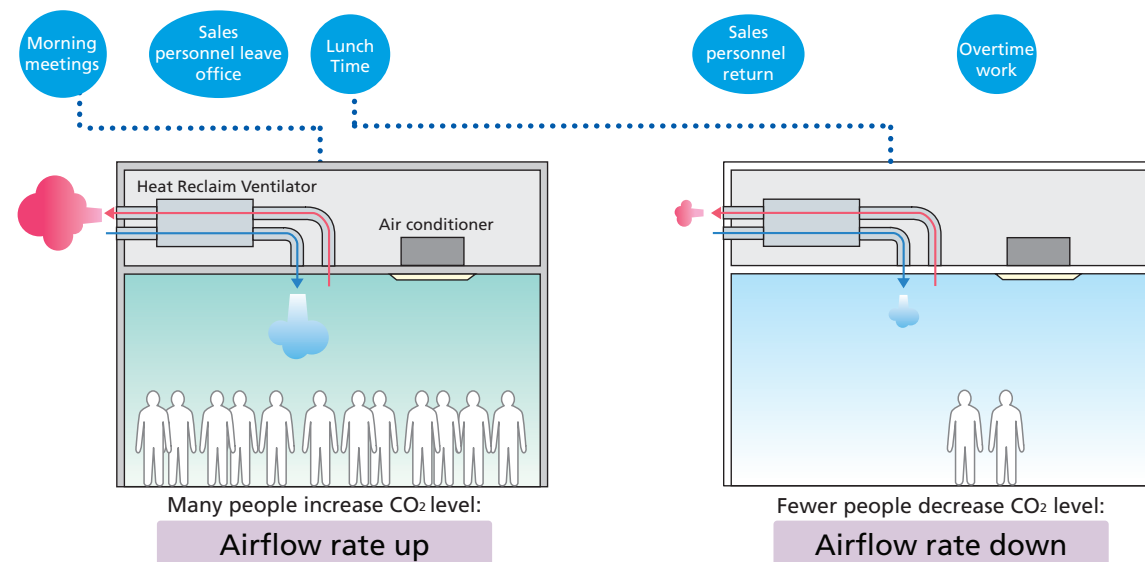 Morning
meetings
Sales
personnel leave
office
Lunch
Time
Sales
personnel
return
Overtime
work
Heat Reclaim Ventilator
Air conditioner
Many people increase CO₂ level:
Airflow rate up
Fewer people decrease CO₂ level:
Airflow rate down